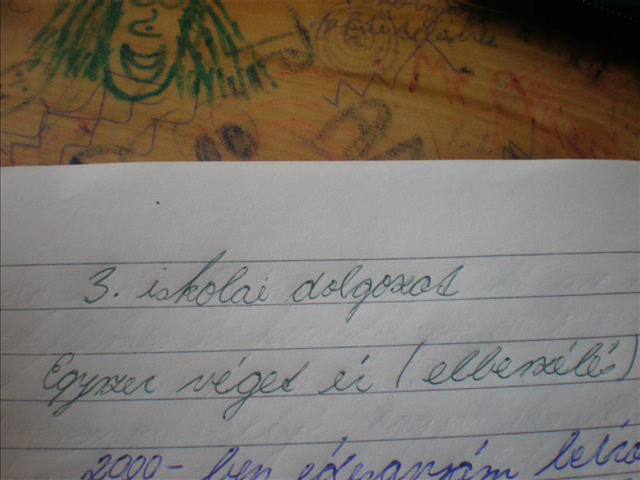 3. iskolai dolgozat
Egyszer véget ér (elbeszélés)
2000-ben édesanyám